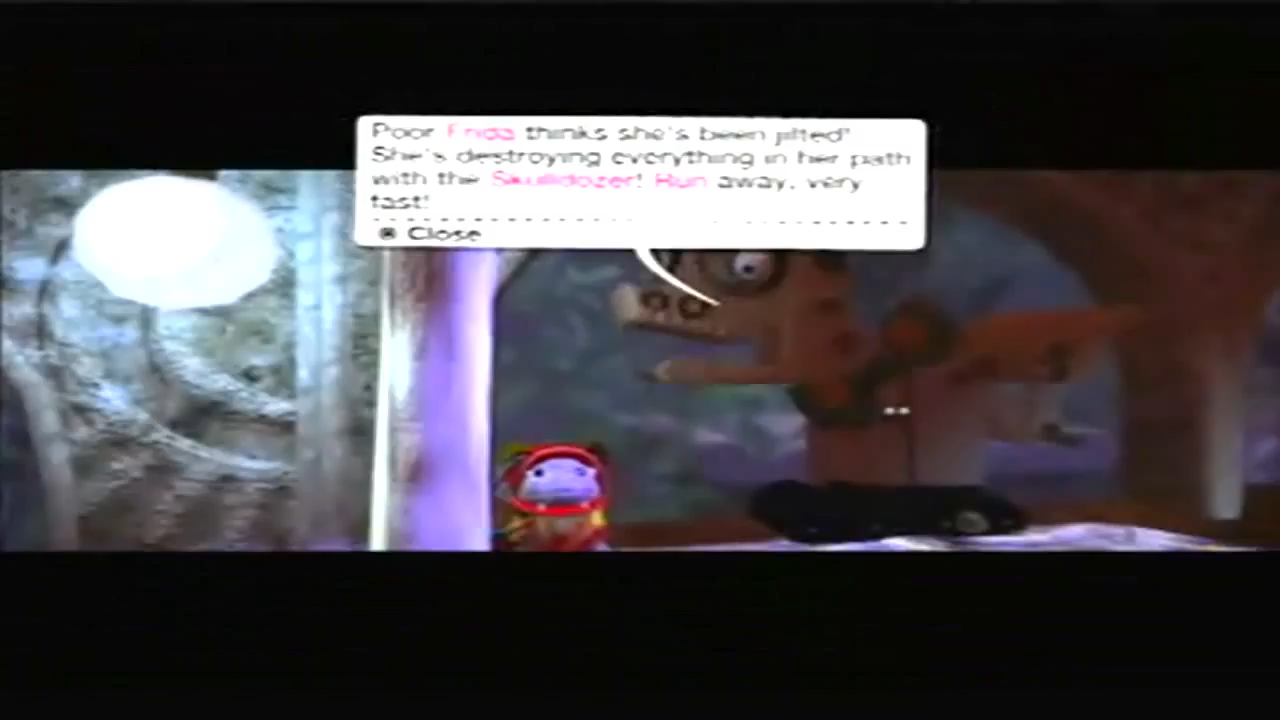 Poor Frida thinks she's been jilted!
She's destroying everything in her path
with the Skulldozer! Run away, very
fast!
Close